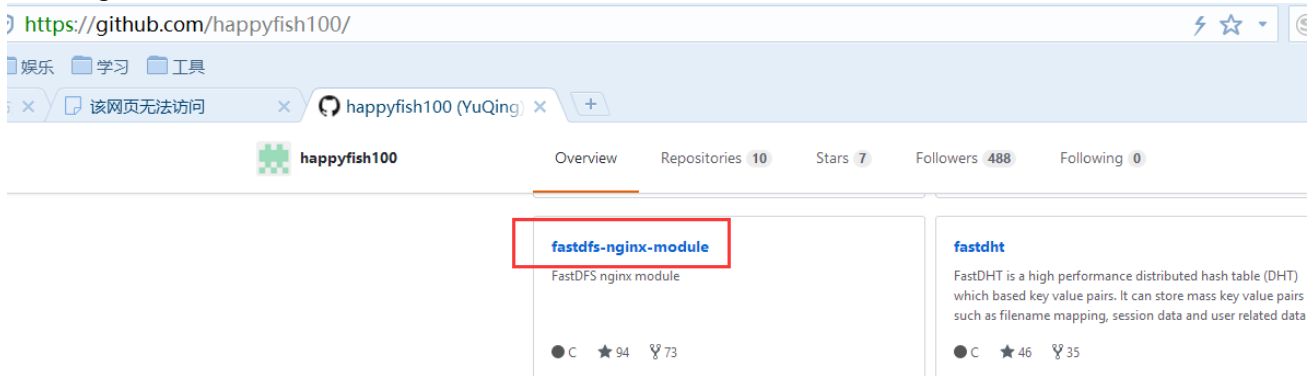 https://github.com/happyfish100/
娱乐 学习 工具
该网页无法访问 happyfish100 (YuQing)
happyfish100 Overview Repositories 10 Stars 7 Followers 488 Following 0
fastdfs-nginx-module
FastDFS nginx module
C 94 73
fastdht
FastDHT is a high performance distributed hash table (DHT)
which based key value pairs. It can store mass key value pairs
such as filename mapping, session data and user related data
C 46 35